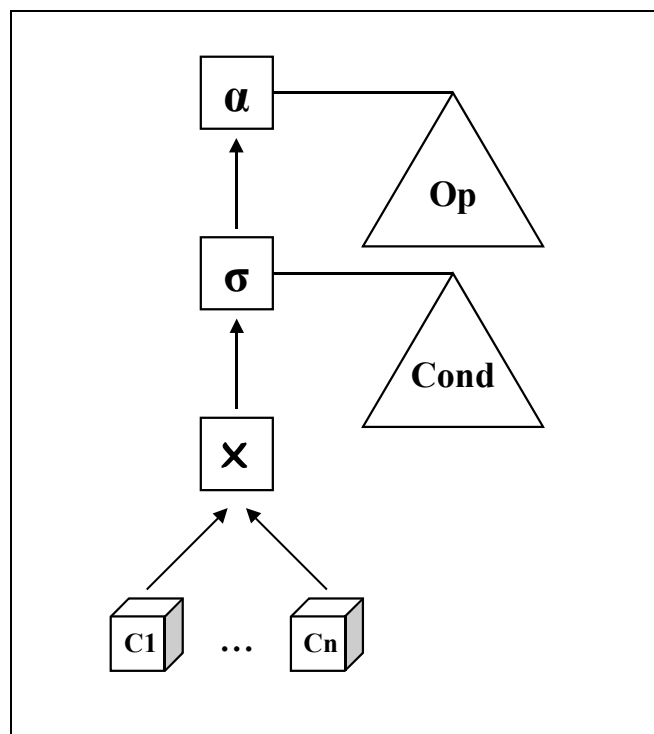 α
Op
σ
Cond
×
C1 … Cn